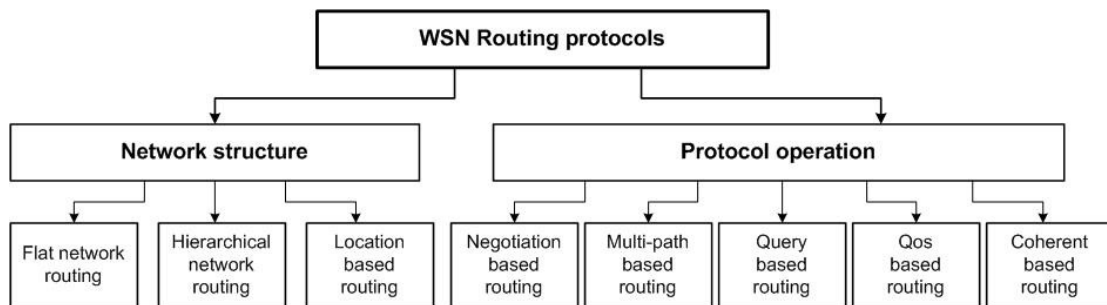 WSN Routing protocols
Network structure
Protocol operation
Flat network
routing
Hierarchical
network
routing
Location
based
routing
Negotiation
based
routing
Multi-path
based
routing
Query
based
routing
Qos
based
routing
Coherent
based
routing